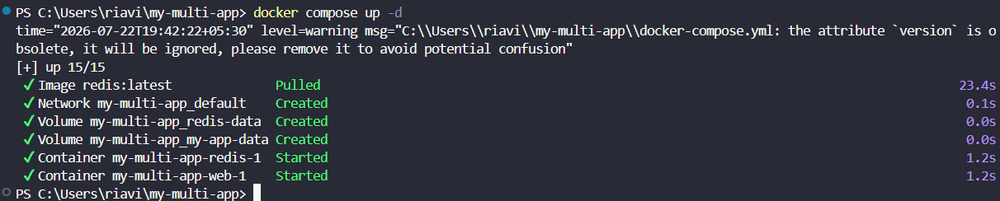 PS C:\Users\riavi\my-multi-app> docker compose up -d
time="2026-07-22T19:42:22+05:30" level=warning msg="C:\\Users\\riavi\\my-multi-app\\docker-compose.yml: the attribute `version` is o
bsolete, it will be ignored, please remove it to avoid potential confusion"
[+] up 15/15
✓ Image redis:latest Pulled 23.4s
✓ Network my-multi-app_default Created 0.1s
✓ Volume my-multi-app_redis-data Created 0.0s
✓ Volume my-multi-app_my-app-data Created 0.0s
✓ Container my-multi-app-redis-1 Started 1.2s
✓ Container my-multi-app-web-1 Started 1.2s
PS C:\Users\riavi\my-multi-app>